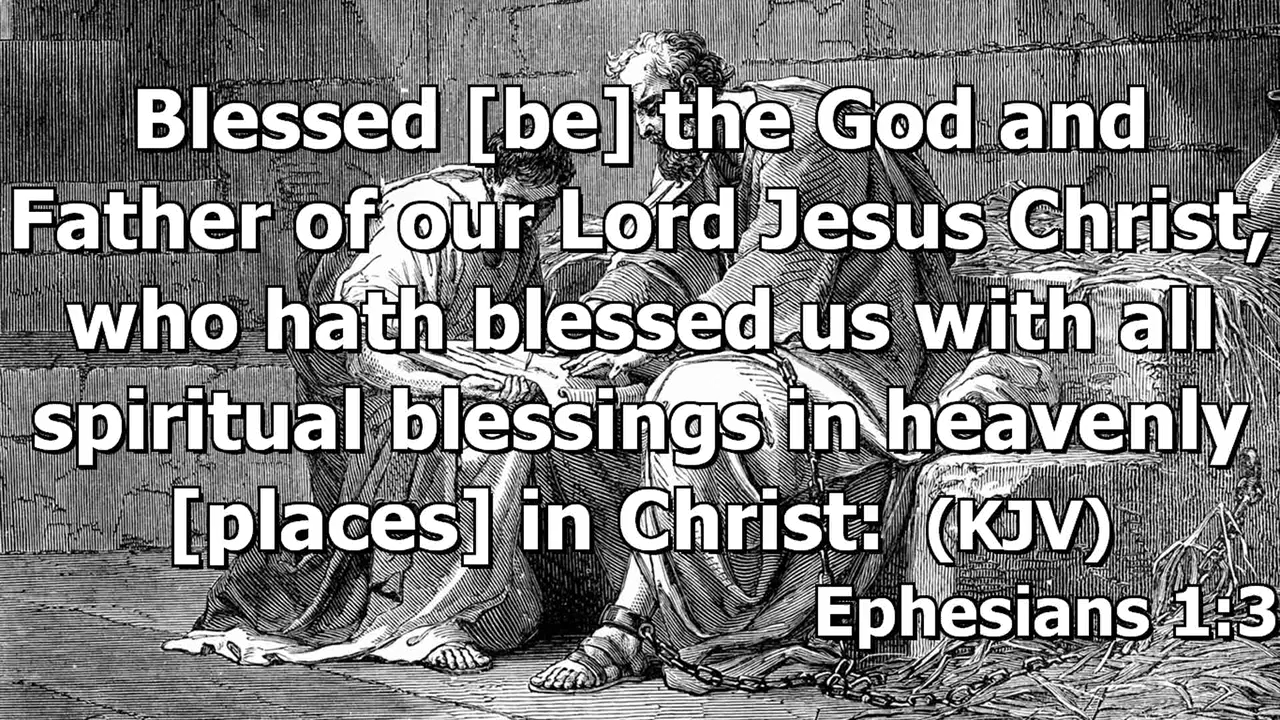 Blessed [be] the God and
Father of our Lord Jesus Christ,
who hath blessed us with all
spiritual blessings in heavenly
[places] in Christ: (KJV)
Ephesians 1:3